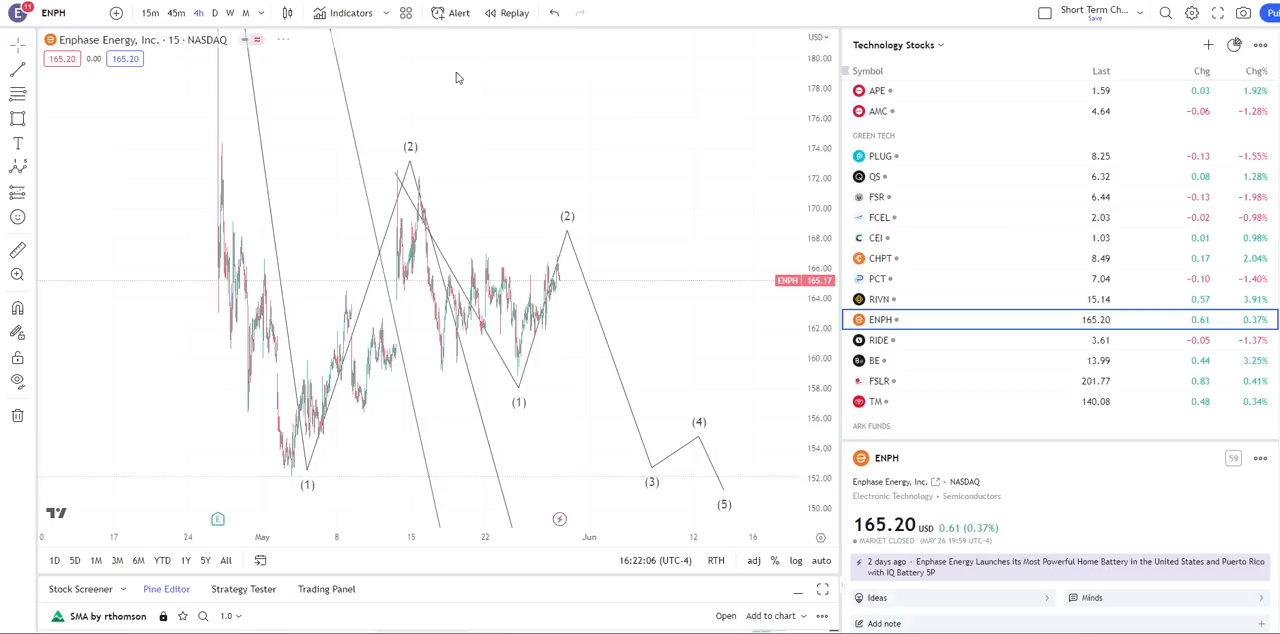 E 11 ENPH 15m 45m 4h D W M Indicators Alert Replay Short Term Ch... Save Pu
Enphase Energy, Inc. · 15 · NASDAQ
165.20 0.00 165.20
USD
180.00
178.00
176.00
174.00
172.00
170.00
168.00
166.00
ENPH 165.17
164.00
162.00
160.00
158.00
156.00
154.00
152.00
150.00
(2)
(2)
(1)
(4)
(1)
(3)
(5)
E
0 17 24 May 8 15 22 Jun 12 16
1D 5D 1M 3M 6M YTD 1Y 5Y All 16:22:06 (UTC-4) RTH adj % log auto
Stock Screener Pine Editor Strategy Tester Trading Panel
SMA by rthomson 1.0 Open Add to chart
Technology Stocks
Symbol Last Chg Chg%
APE 1.59 0.03 1.92%
AMC 4.64 −0.06 −1.28%
GREEN TECH
PLUG 8.25 −0.13 −1.55%
QS 6.32 0.08 1.28%
FSR 6.44 −0.13 −1.98%
FCEL 2.03 −0.02 −0.98%
CEI 1.03 0.01 0.98%
CHPT 8.49 0.17 2.04%
PCT 7.04 −0.10 −1.40%
RIVN 15.14 0.57 3.91%
ENPH 165.20 0.61 0.37%
RIDE 3.61 −0.05 −1.37%
BE 13.99 0.44 3.25%
FSLR 201.77 0.83 0.41%
TM 140.08 0.48 0.34%
ARK FUNDS
ENPH 59
Enphase Energy, Inc. • NASDAQ
Electronic Technology • Semiconductors
165.20 USD 0.61 (0.37%)
MARKET CLOSED (MAY 26 19:59 UTC-4)
2 days ago · Enphase Energy Launches Its Most Powerful Home Battery in the United States and Puerto Rico
with IQ Battery 5P
Ideas Minds
Add note